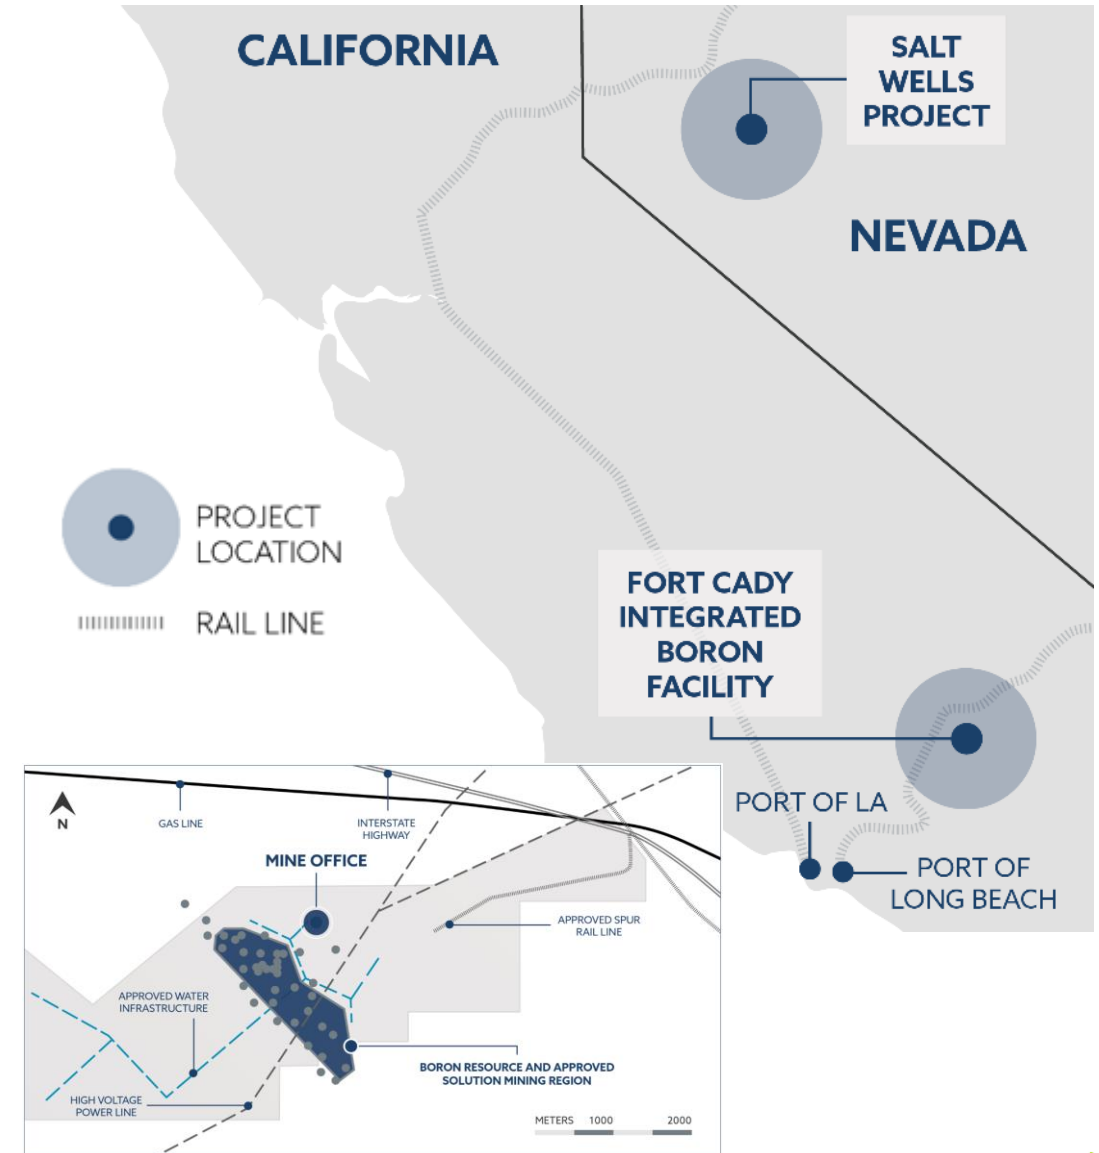 CALIFORNIA
SALT
WELLS
PROJECT
NEVADA
PROJECT
LOCATION
RAIL LINE
FORT CADY
INTEGRATED
BORON
FACILITY
PORT OF LA
PORT OF
LONG BEACH
N
GAS LINE
INTERSTATE
HIGHWAY
MINE OFFICE
APPROVED SPUR
RAIL LINE
APPROVED WATER
INFRASTRUCTURE
BORON RESOURCE AND APPROVED
SOLUTION MINING REGION
HIGH VOLTAGE
POWER LINE
METERS 1000 2000